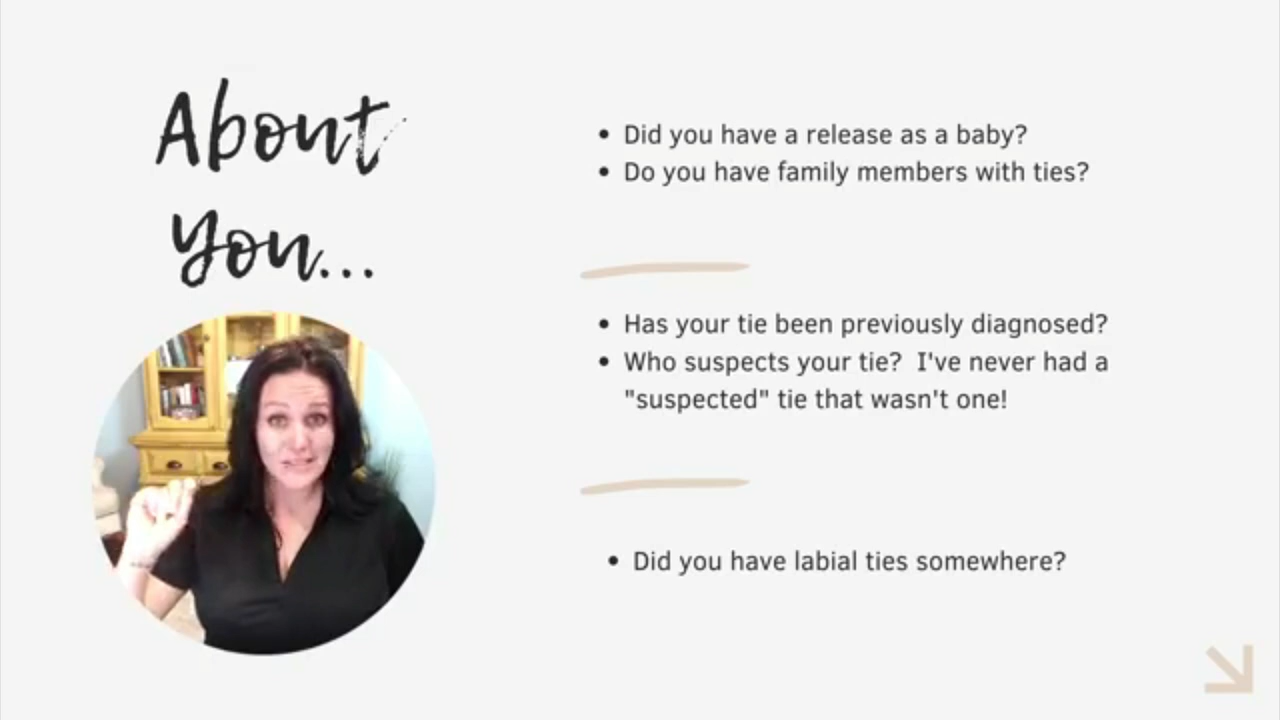 About
You...
• Did you have a release as a baby?
• Do you have family members with ties?
• Has your tie been previously diagnosed?
• Who suspects your tie?  I've never had a
"suspected" tie that wasn't one!
• Did you have labial ties somewhere?